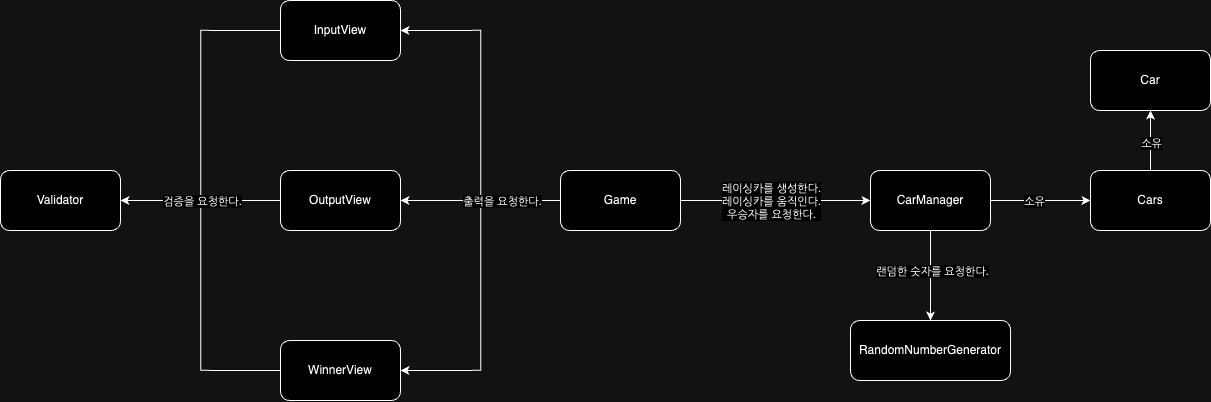 InputView
Car
소유
Validator
검증을 요청한다.
OutputView
출력을 요청한다.
Game
레이싱카를 생성한다.
레이싱카를 움직인다.
우승자를 요청한다.
CarManager
소유
Cars
랜덤한 숫자를 요청한다.
RandomNumberGenerator
WinnerView